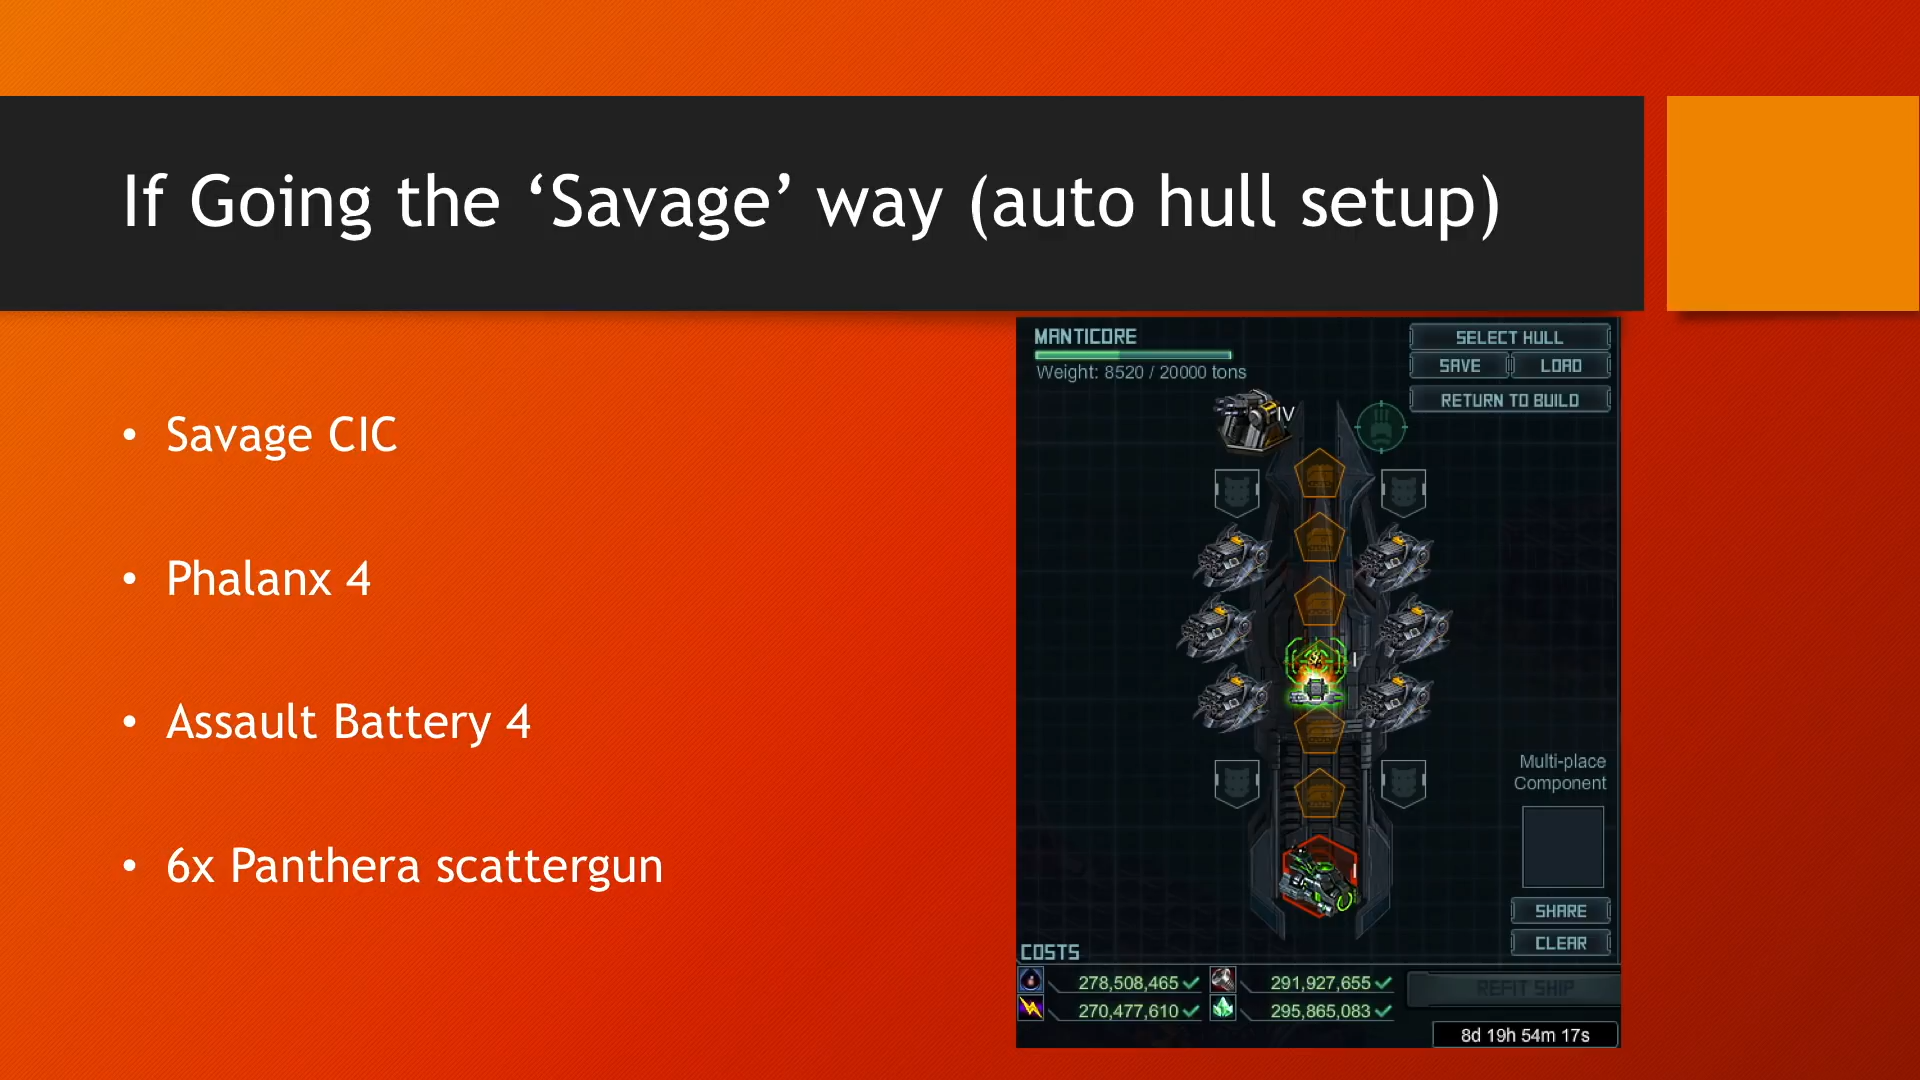 If Going the ‘Savage’ way (auto hull setup)
• Savage CIC
• Phalanx 4
• Assault Battery 4
• 6x Panthera scattergun
MANTICORE
Weight: 8520 / 20000 tons
SELECT HULL
SAVE LOAD
RETURN TO BUILD
IV
I
Multi-place
Component
I
SHARE
CLEAR
COSTS
278,508,465 291,927,655
270,477,610 295,865,083
REFIT SHIP
8d 19h 54m 17s